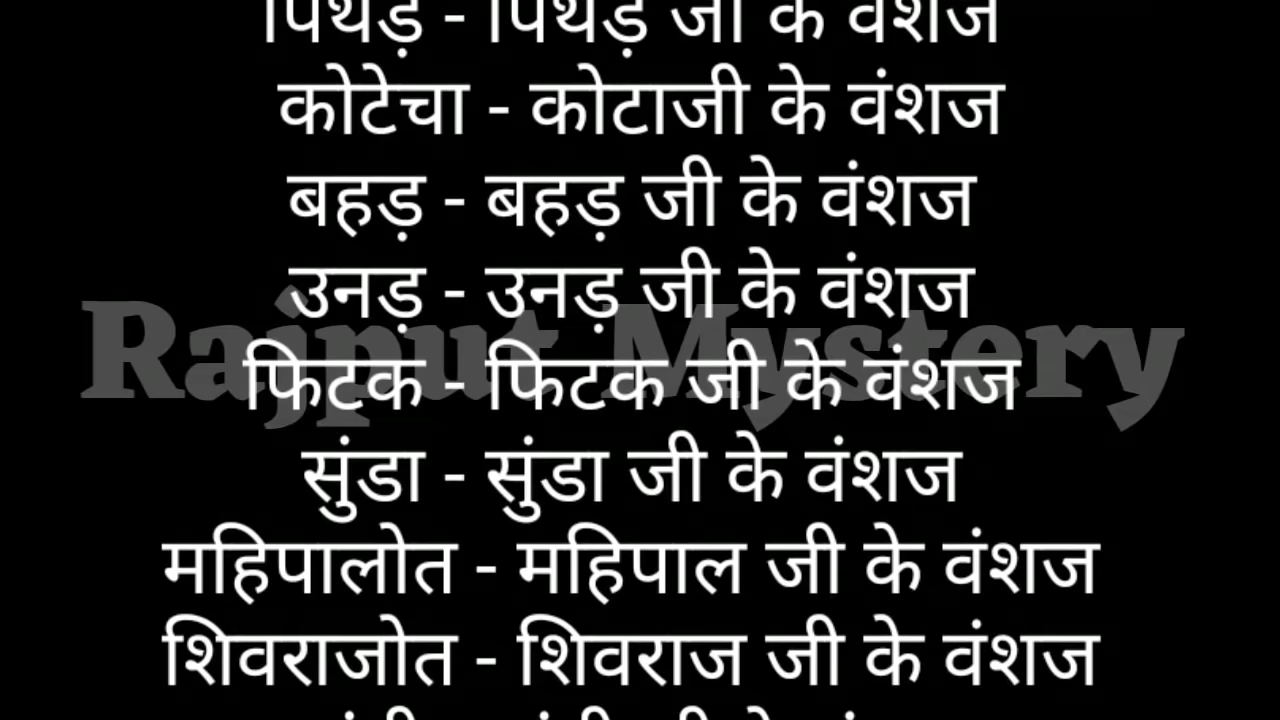 पिथड़ - पिथड़ जी के वंशज
कोटेचा - कोटाजी के वंशज
बहड़ - बहड़ जी के वंशज
उनड़ - उनड़ जी के वंशज
Rajput Mystery
फिटक - फिटक जी के वंशज
सुंडा - सुंडा जी के वंशज
महिपालोत - महिपाल जी के वंशज
शिवराजोत - शिवराज जी के वंशज